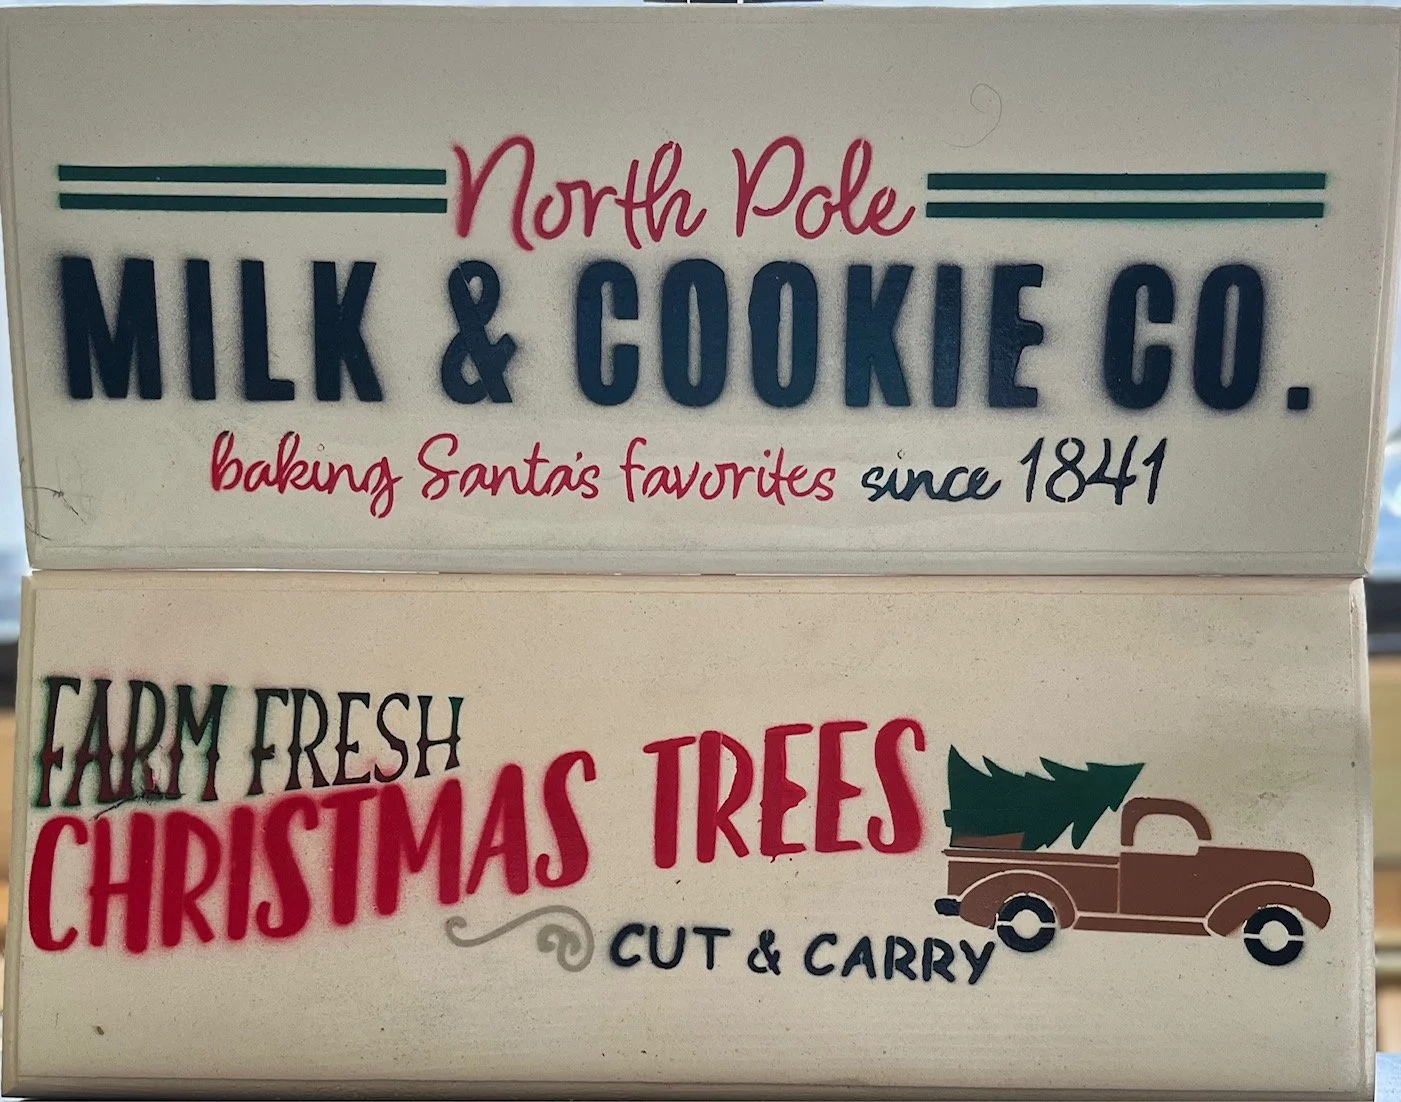 North Pole
MILK & COOKIE CO.
baking Santa's favorites since 1841
FARM FRESH
CHRISTMAS TREES
CUT & CARRY